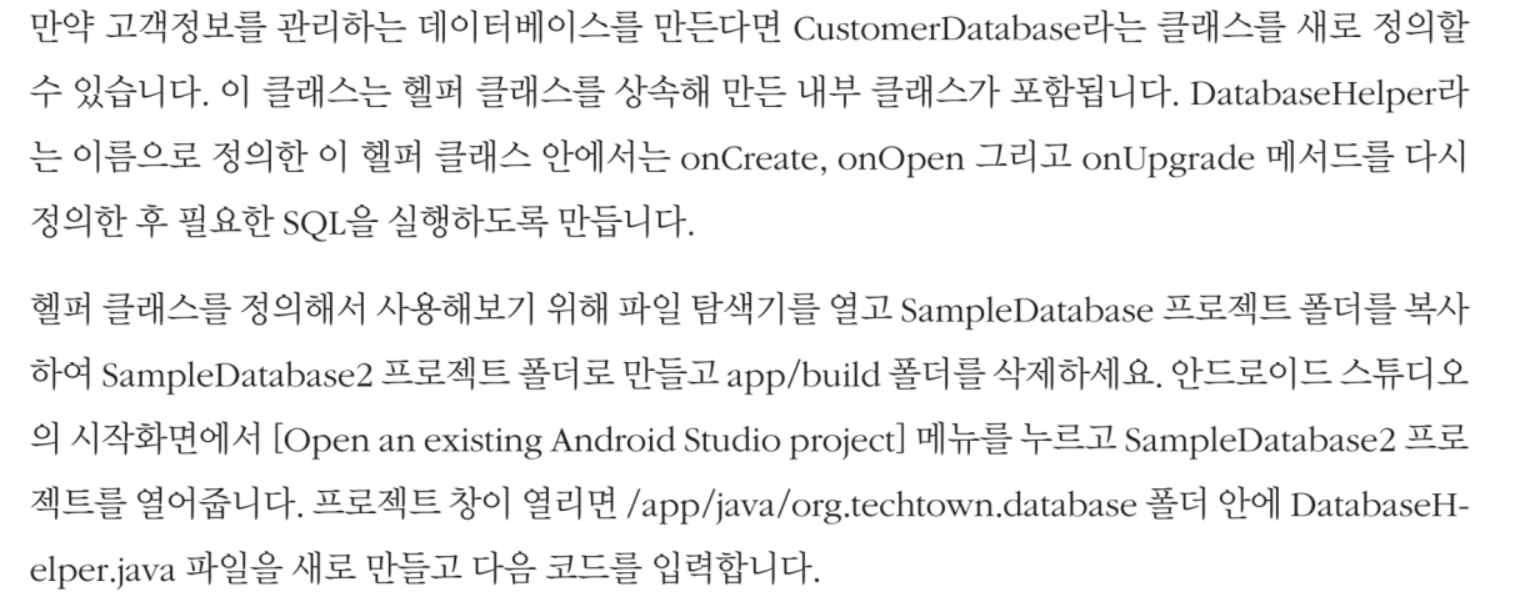 만약 고객정보를 관리하는 데이터베이스를 만든다면 CustomerDatabase라는 클래스를 새로 정의할
수 있습니다. 이 클래스는 헬퍼 클래스를 상속해 만든 내부 클래스가 포함됩니다. DatabaseHelper라
는 이름으로 정의한 이 헬퍼 클래스 안에서는 onCreate, onOpen 그리고 onUpgrade 메서드를 다시
정의한 후 필요한 SQL을 실행하도록 만듭니다.
헬퍼 클래스를 정의해서 사용해보기 위해 파일 탐색기를 열고 SampleDatabase 프로젝트 폴더를 복사
하여 SampleDatabase2 프로젝트 폴더로 만들고 app/build 폴더를 삭제하세요. 안드로이드 스튜디오
의 시작화면에서 [Open an existing Android Studio project] 메뉴를 누르고 SampleDatabase2 프로
젝트를 열어줍니다. 프로젝트 창이 열리면 /app/java/org.techtown.database 폴더 안에 DatabaseH-
elper.java 파일을 새로 만들고 다음 코드를 입력합니다.